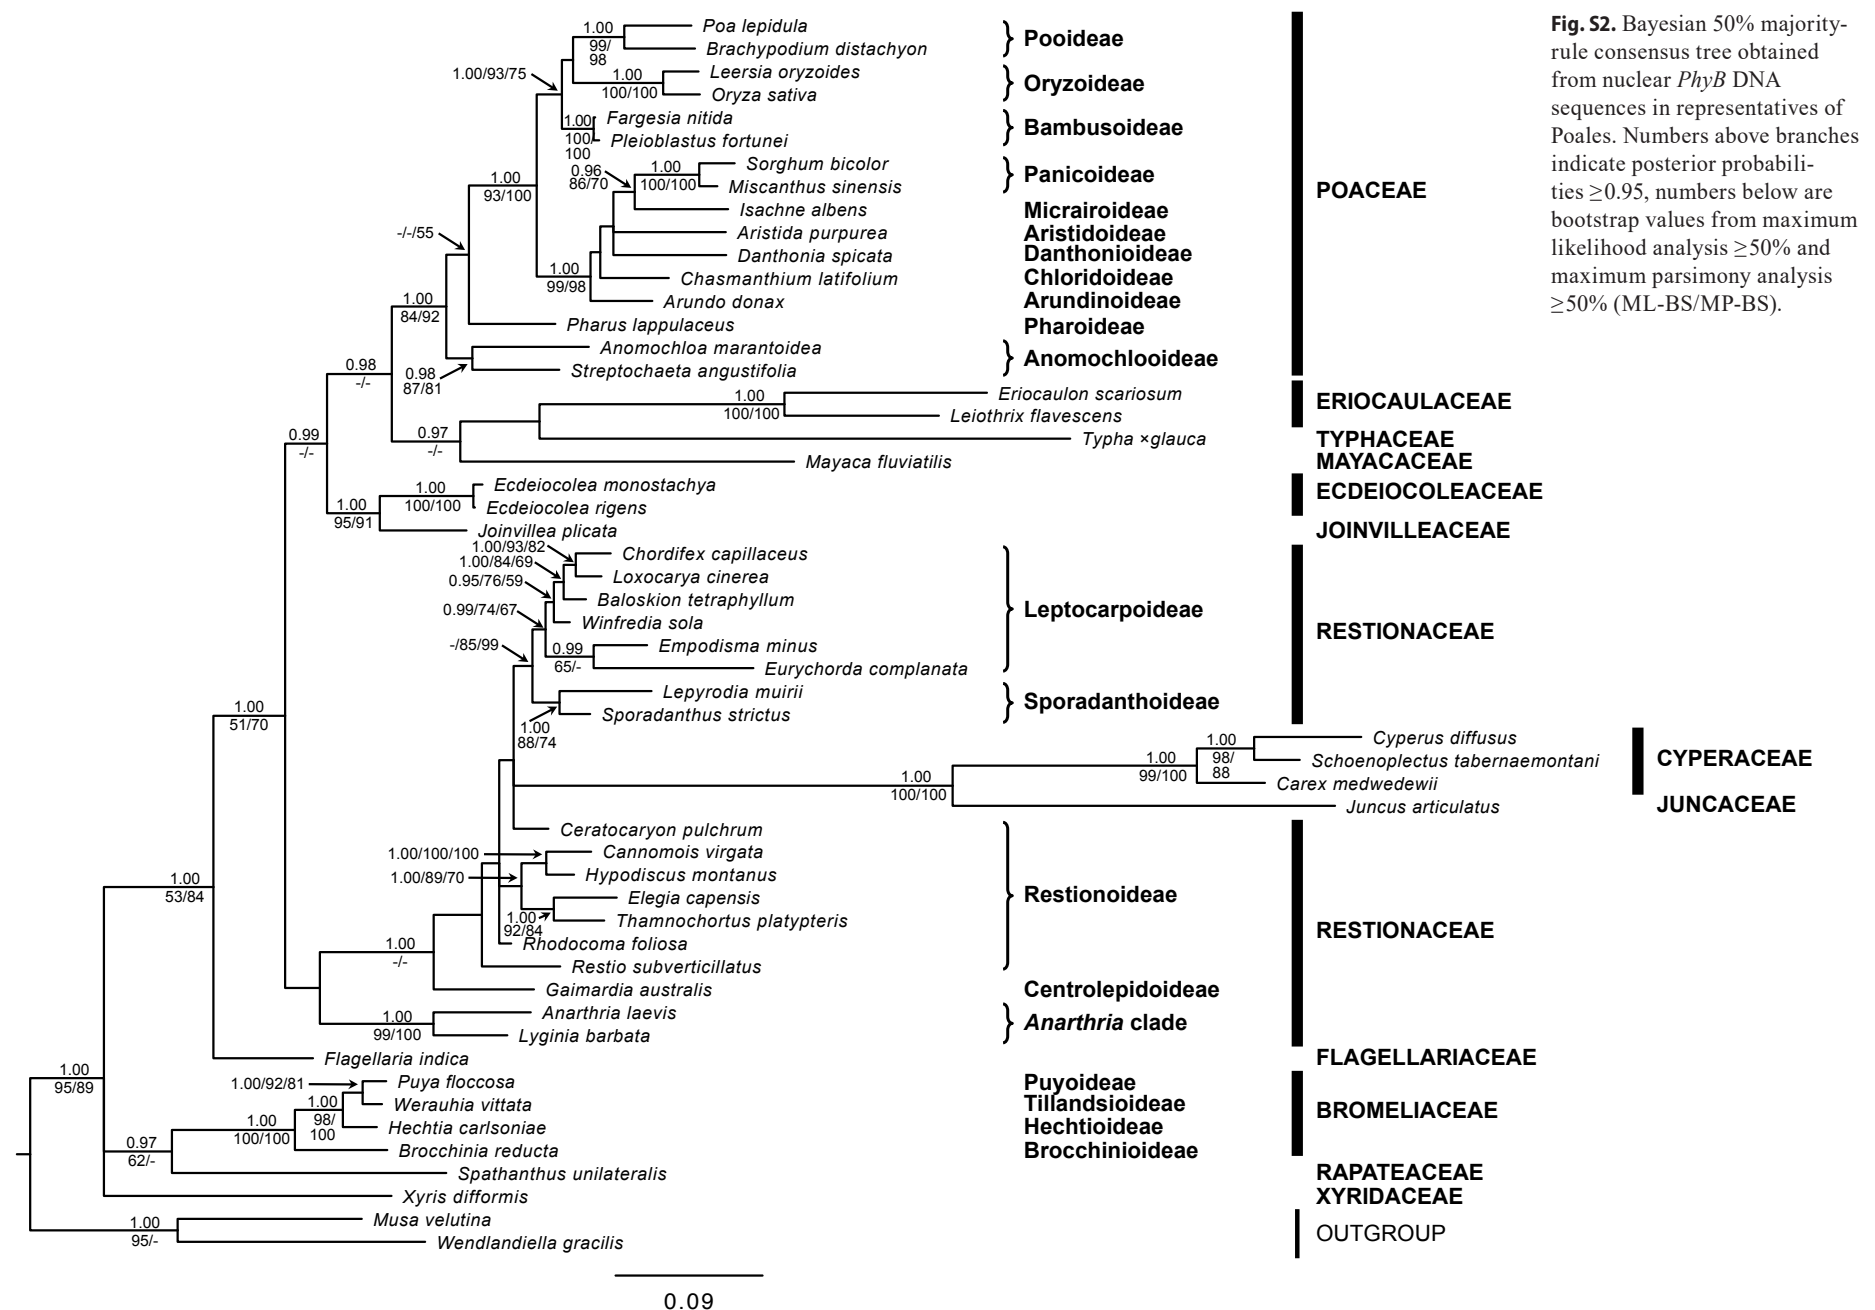 Fig. S2. Bayesian 50% majority-
rule consensus tree obtained
from nuclear PhyB DNA
sequences in representatives of
Poales. Numbers above branches
indicate posterior probabili-
ties ≥0.95, numbers below are
bootstrap values from maximum
likelihood analysis ≥50% and
maximum parsimony analysis
≥50% (ML-BS/MP-BS).
Poa lepidula
1.00
99/
98
Brachypodium distachyon
Pooideae
1.00/93/75
Leersia oryzoides
1.00
100/100
Oryza sativa
Oryzoideae
Fargesia nitida
1.00
100/
100
Pleioblastus fortunei
Bambusoideae
Sorghum bicolor
1.00
100/100
Miscanthus sinensis
Panicoideae
0.96
86/70
1.00
93/100
POACEAE
Isachne albens
Micrairoideae
-/-/55
Aristida purpurea
Aristidoideae
Danthonia spicata
Danthonioideae
1.00
99/98
Chasmanthium latifolium
Chloridoideae
Arundo donax
Arundinoideae
1.00
84/92
Pharus lappulaceus
Pharoideae
Anomochloa marantoidea
Anomochlooideae
0.98
-/-
0.98
87/81
Streptochaeta angustifolia
Eriocaulon scariosum
1.00
100/100
ERIOCAULACEAE
Leiothrix flavescens
0.99
-/-
0.97
-/-
Typha ×glauca
TYPHACEAE
Mayaca fluviatilis
MAYACACEAE
Ecdeiocolea monostachya
1.00
100/100
ECDEIOCOLEACEAE
Ecdeiocolea rigens
1.00
95/91
Joinvillea plicata
JOINVILLEACEAE
1.00/93/82
Chordifex capillaceus
1.00/84/69
Loxocarya cinerea
0.95/76/59
Baloskion tetraphyllum
0.99/74/67
Leptocarpoideae
Winfredia sola
RESTIONACEAE
-/85/99
Empodisma minus
0.99
65/-
Eurychorda complanata
Lepyrodia muirii
Sporadanthoideae
Sporadanthus strictus
1.00
88/74
1.00
51/70
Cyperus diffusus
1.00
98/
88
Schoenoplectus tabernaemontani
CYPERACEAE
1.00
99/100
Carex medwedewii
1.00
100/100
Juncus articulatus
JUNCACEAE
Ceratocaryon pulchrum
1.00/100/100
Cannomois virgata
1.00/89/70
Hypodiscus montanus
1.00
53/84
Elegia capensis
Restionoideae
1.00
92/84
Thamnochortus platypteris
Rhodocoma foliosa
RESTIONACEAE
1.00
-/-
Restio subverticillatus
Gaimardia australis
Centrolepidoideae
Anarthria laevis
1.00
99/100
Anarthria clade
Lyginia barbata
Flagellaria indica
FLAGELLARIACEAE
1.00
95/89
1.00/92/81
Puya floccosa
Puyoideae
Werauhia vittata
Tillandsioideae
1.00
98/
100
BROMELIACEAE
Hechtia carlsoniae
Hechtioideae
1.00
100/100
Brocchinia reducta
Brocchinioideae
0.97
62/-
Spathanthus unilateralis
RAPATEACEAE
Xyris difformis
XYRIDACEAE
Musa velutina
1.00
95/-
OUTGROUP
Wendlandiella gracilis
0.09